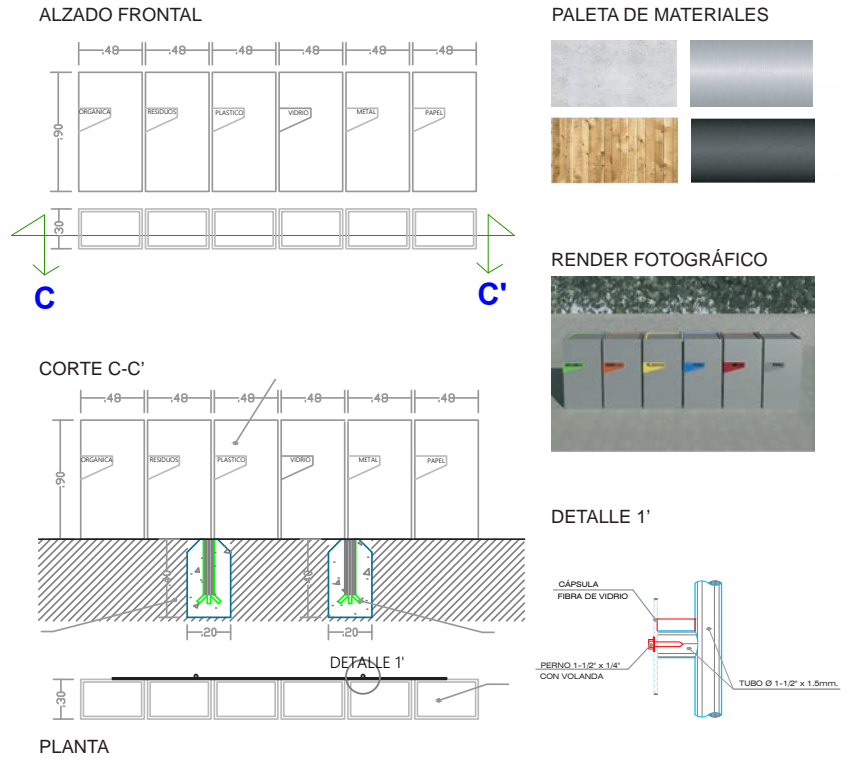 ALZADO FRONTAL
.48 .48 .48 .48 .48 .48
.90
ORGANICA RESIDUOS PLASTICO VIDRIO METAL PAPEL
.30
C C'
CORTE C-C’
.48 .48 .48 .48 .48 .48
.90
ORGANICA RESIDUOS PLASTICO VIDRIO METAL PAPEL
.20 .20
DETALLE 1'
.30
PLANTA
PALETA DE MATERIALES
RENDER FOTOGRÁFICO
DETALLE 1’
CÁPSULA
FIBRA DE VIDRIO
PERNO 1-1/2" x 1/4"
CON VOLANDA
TUBO Ø 1-1/2" x 1.5mm.